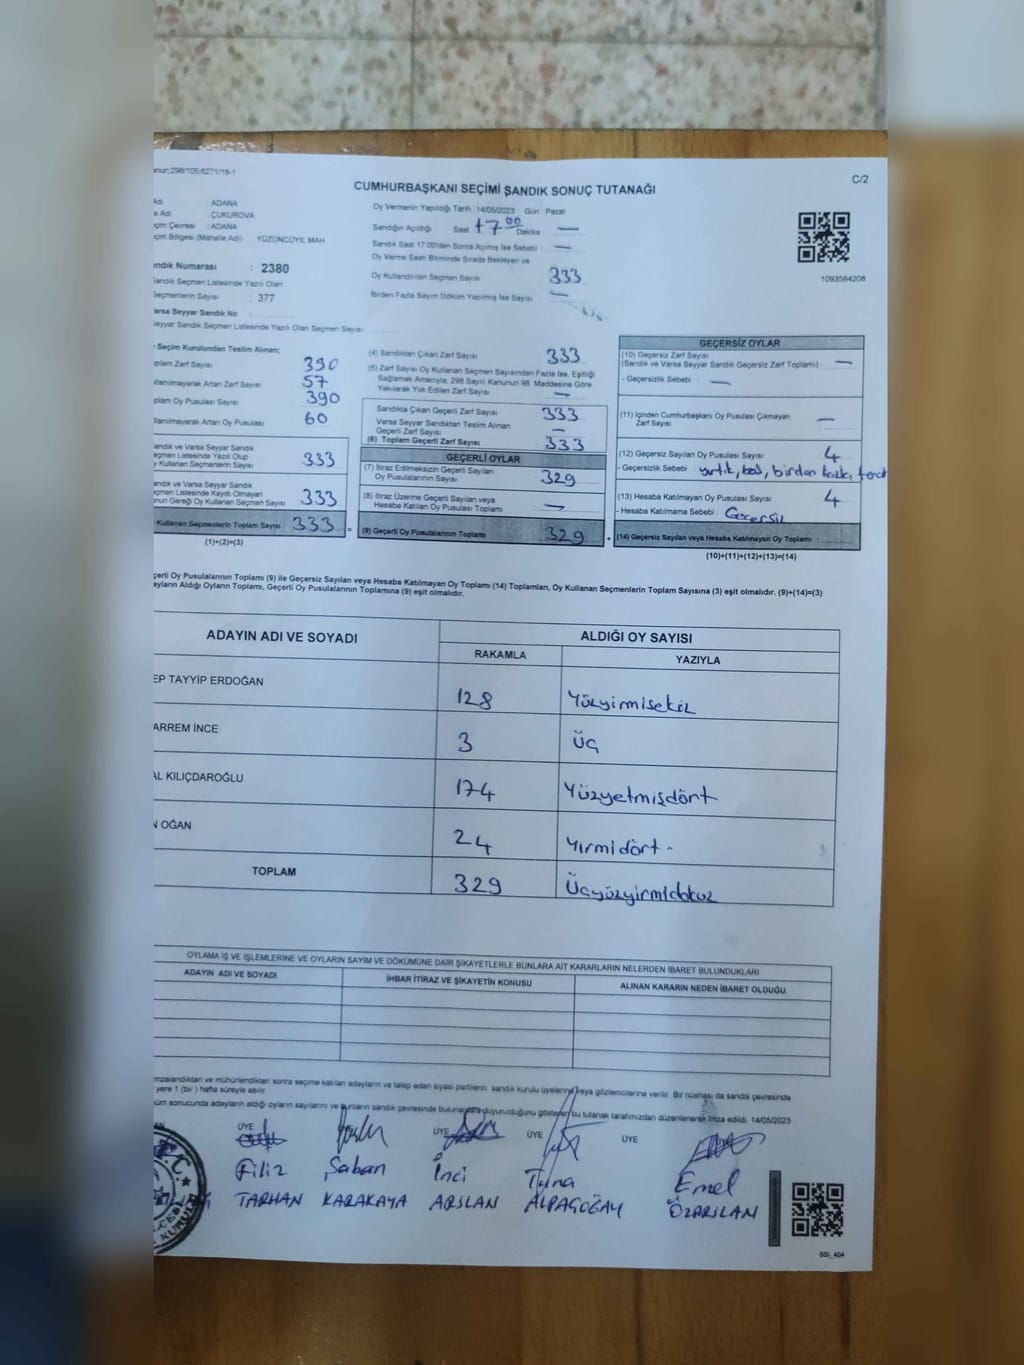 C/2
CUMHURBAŞKANI SEÇİMİ SANDIK SONUÇ TUTANAĞI
Adı ADANA
e Adı ÇUKUROVA
çim Çevresi : ADANA
çim Bölgesi (Mahalle Adı) YÜZÜNCÜYIL MAH
Oy Vermenin Yapıldığı Tarih :14/05/2023 Gün : Pazar
Sandığın Açıldığı Saat 17 00 Dakika —
Sandık Saat 17:00'den Sonra Açılmış İse Sebebi : —
Oy Verme Saati Bitiminde Sırada Bekleyen ve
Oy Kullandırılan Seçmen Sayısı 333
Birden Fazla Sayım Döküm Yapılmış İse Sayısı —
1093584208
ndık Numarası : 2380
andık Seçmen Listesinde Yazılı Olan
Seçmenlerin Sayısı : 377
arsa Seyyar Sandık No :
eyyar Sandık Seçmen Listesinde Yazılı Olan Seçmen Sayısı
Seçim Kurulundan Teslim Alınan;
plam Zarf Sayısı 390
llanılmayarak Artan Zarf Sayısı 57
plam Oy Pusulası 390
llanılmayarak Artan Oy Pusulası 60
andık ve Varsa Seyyar Sandık
eçmen Listesinde Yazılı Olup
y Kullanan Seçmenlerin Sayısı 333
andık ve Varsa Seyyar Sandık
eçmen Listesinde Kayıtlı Olmayan
nun Gereği Oy Kullanan Seçmen Sayısı 333
Kullanan Seçmenlerin Toplam Sayısı 333 =
(1)+(2)=(3)
(4) Sandıktan Çıkan Zarf Sayısı 333
(5) Zarf Sayısı Oy Kullanan Seçmen Sayısından Fazla İse, Eşitliği
Sağlamak Amacıyla, 298 Sayılı Kanunun 98. Maddesine Göre
Yakılarak Yok Edilen Zarf Sayısı —
Sandıkta Çıkan Geçerli Zarf Sayısı 333
Varsa Seyyar Sandıktan Teslim Alınan
Geçerli Zarf Sayısı —
(6) Toplam Geçerli Zarf Sayısı 333
GEÇERLİ OYLAR
(7) İtiraz Edilmeksizin Geçerli Sayılan
Oy Pusulalarının Sayısı 329
(8) İtiraz Üzerine Geçerli Sayılan veya
Hesaba Katılan Oy Pusulası Toplamı —
(9) Geçerli Oy Pusulalarının Toplamı 329 +
GEÇERSİZ OYLAR
(10) Geçersiz Zarf Sayısı
(Sandık ve Varsa Seyyar Sandık Geçersiz Zarf Toplamı) —
- Geçersizlik Sebebi : —
(11) İçinden Cumhurbaşkanı Oy Pusulası Çıkmayan
Zarf Sayısı —
(12) Geçersiz Sayılan Oy Pusulası Sayısı 4
- Geçersizlik Sebebi : yırtık, boş, birden fazla tercih
(13) Hesaba Katılmayan Oy Pusulası Sayısı 4
- Hesaba Katılmama Sebebi : Geçersiz
(14) Geçersiz Sayılan veya Hesaba Katılmayan Oy Toplamı
(10)+(11)+(12)+(13)=(14)
çerli Oy Pusulalarının Toplamı (9) ile Geçersiz Sayılan veya Hesaba Katılmayan Oy Toplamı (14) Toplamları, Oy Kullanan Seçmenlerin Toplam Sayısına (3) eşit olmalıdır. (9)+(14)=(3)
ayların Aldığı Oyların Toplamı, Geçerli Oy Pusulalarının Toplamına (9) eşit olmalıdır.
ADAYIN ADI VE SOYADI ALDIĞI OY SAYISI
RAKAMLA YAZIYLA
EP TAYYİP ERDOĞAN 128 Yüzyirmisekiz
ARREM İNCE 3 Üç
AL KILIÇDAROĞLU 174 Yüzyetmişdört
N OĞAN 24 Yirmidört -
TOPLAM 329 Üçyüzyirmidokuz
OYLAMA İŞ VE İŞLEMLERİNE VE OYLARIN SAYIM VE DÖKÜMÜNE DAİR ŞİKAYETLERLE BUNLARA AİT KARARLARIN NELERDEN İBARET BULUNDUKLARI
ADAYIN ADI VE SOYADI İHBAR İTİRAZ VE ŞİKAYETİN KONUSU ALINAN KARARIN NEDEN İBARET OLDUĞU
mzalandıktan ve mühürlendikten sonra seçime katılan adayların ve talep eden siyasi partilerin sandık kurulu üyelerine veya gözlemcilerine verilir. Bir nüshası da sandık çevresinde
yere 1 (bir ) hafta süreyle asılır.
üm sonucunda adayların aldığı oyların sayılarını ve bunların sandık çevresinde bulunanlara duyurulduğunu gösteren bu tutanak tarafımızdan düzenlenerek imza edildi. 14/05/2023
ÜYE ÜYE ÜYE ÜYE
Filiz Şaban İnci Tuna Emel
TARHAN KARAKAYA ARSLAN ALPAGOĞAY ÖZARSLAN
SSİ_404